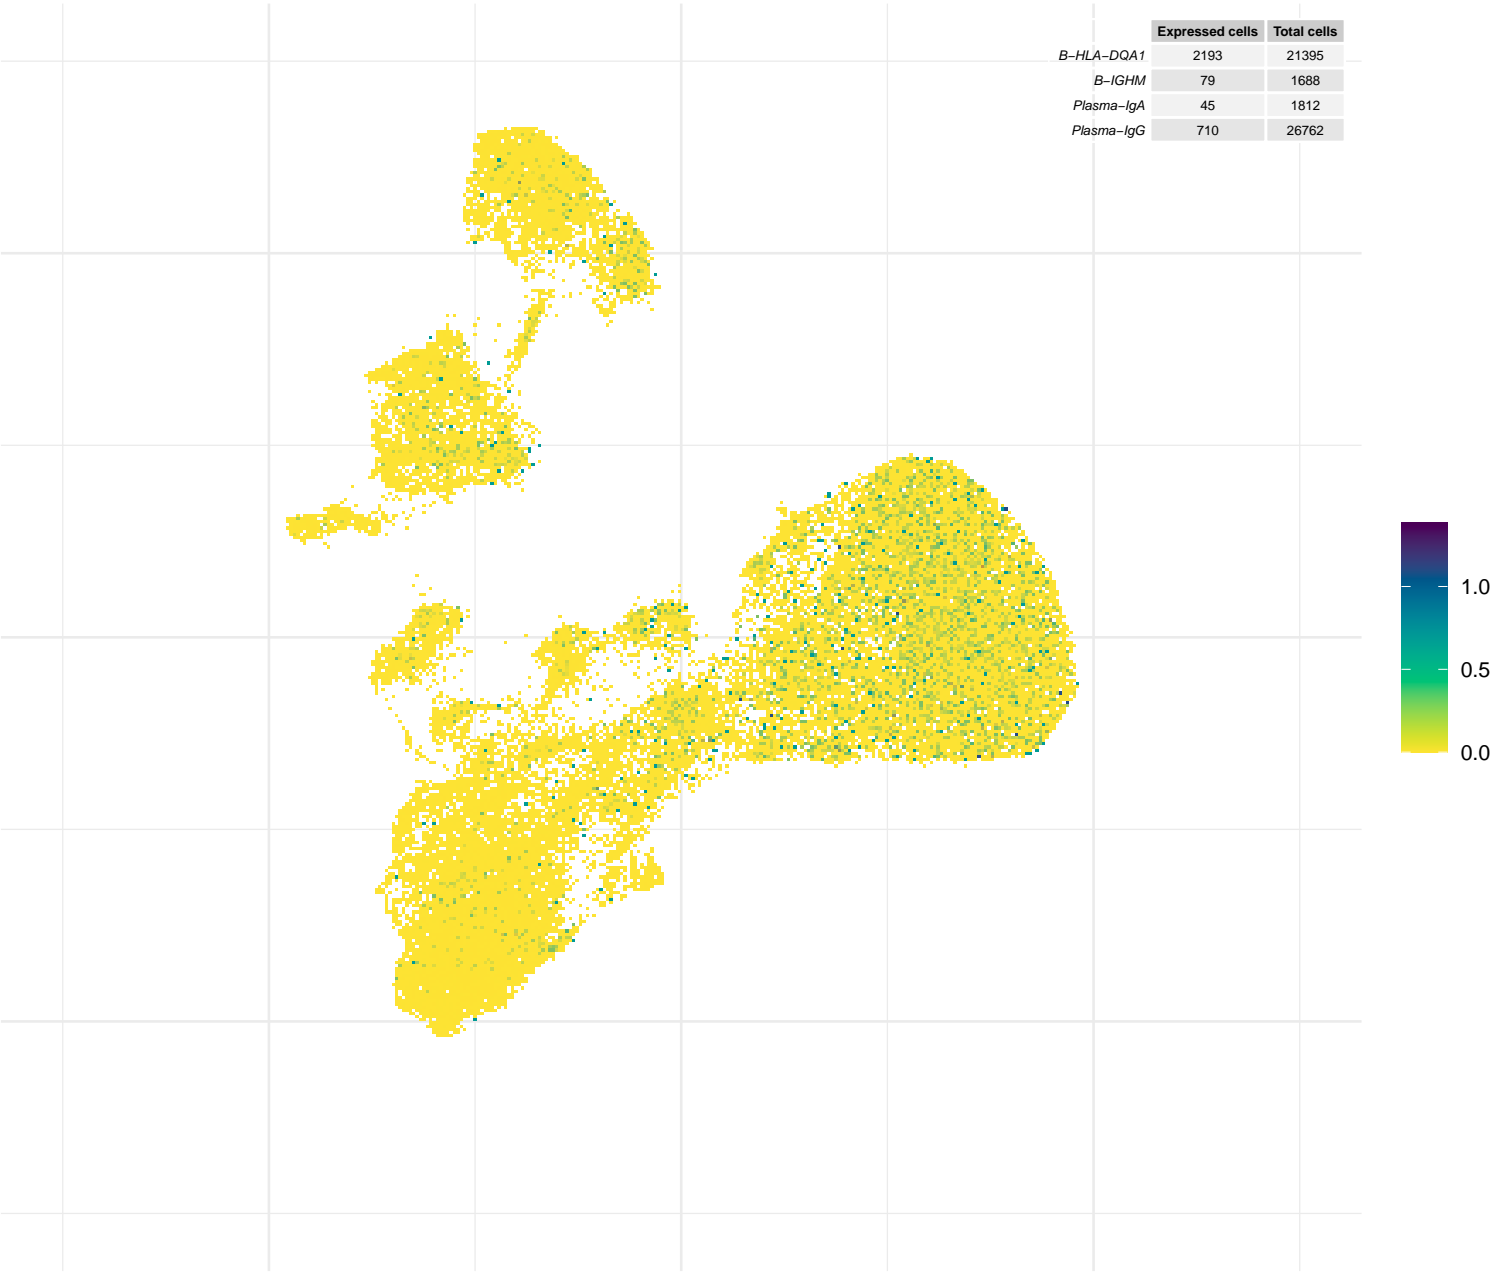 Expressed cells Total cells
B−HLA−DQA1 2193 21395
B−IGHM 79 1688
Plasma−IgA 45 1812
Plasma−IgG 710 26762
1.0
0.5
0.0